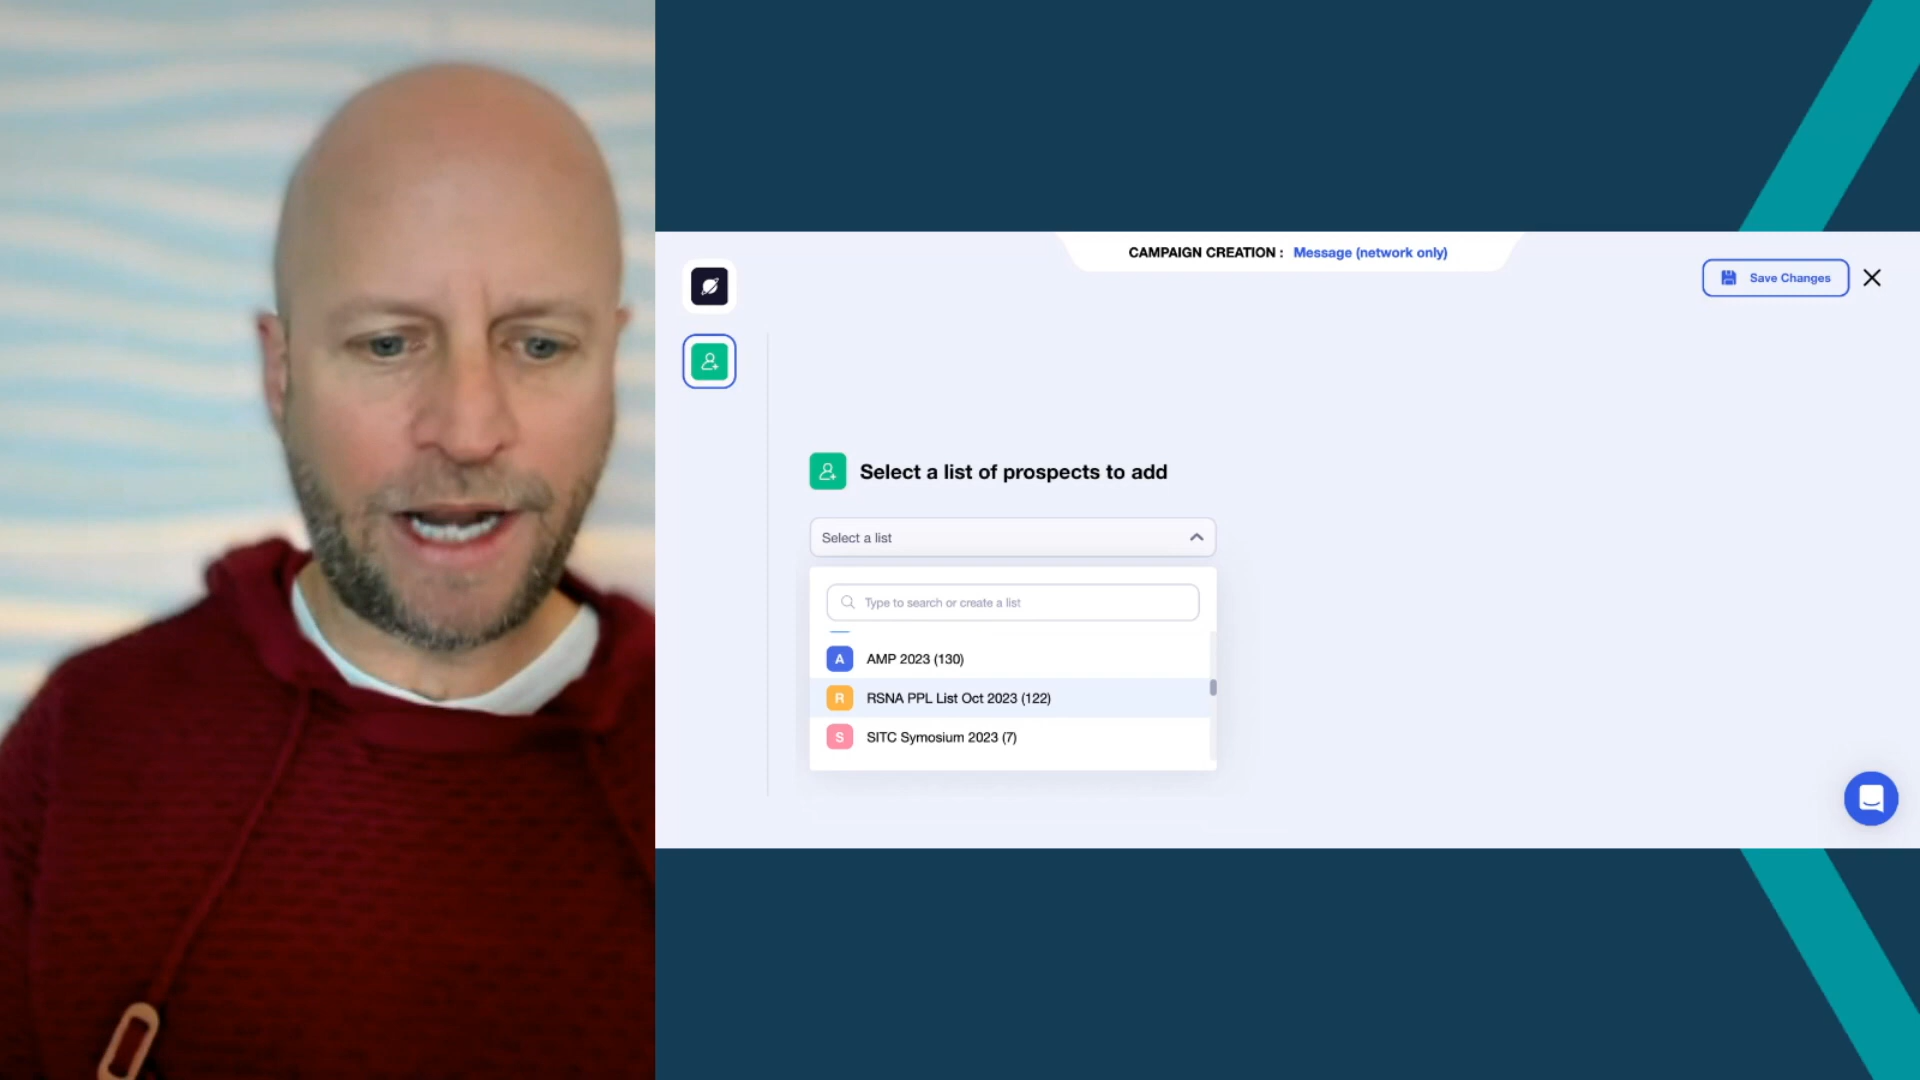 CAMPAIGN CREATION : Message (network only)
Save Changes
Select a list of prospects to add
Select a list
Type to search or create a list
A AMP 2023 (130)
R RSNA PPL List Oct 2023 (122)
S SITC Symosium 2023 (7)